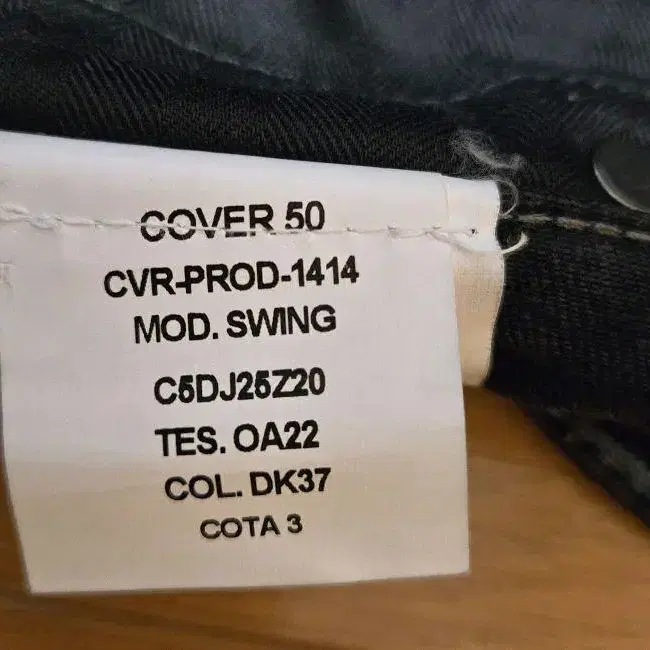 COVER 50
CVR-PROD-1414
MOD. SWING
C5DJ25Z20
TES. OA22
COL. DK37
COTA 3